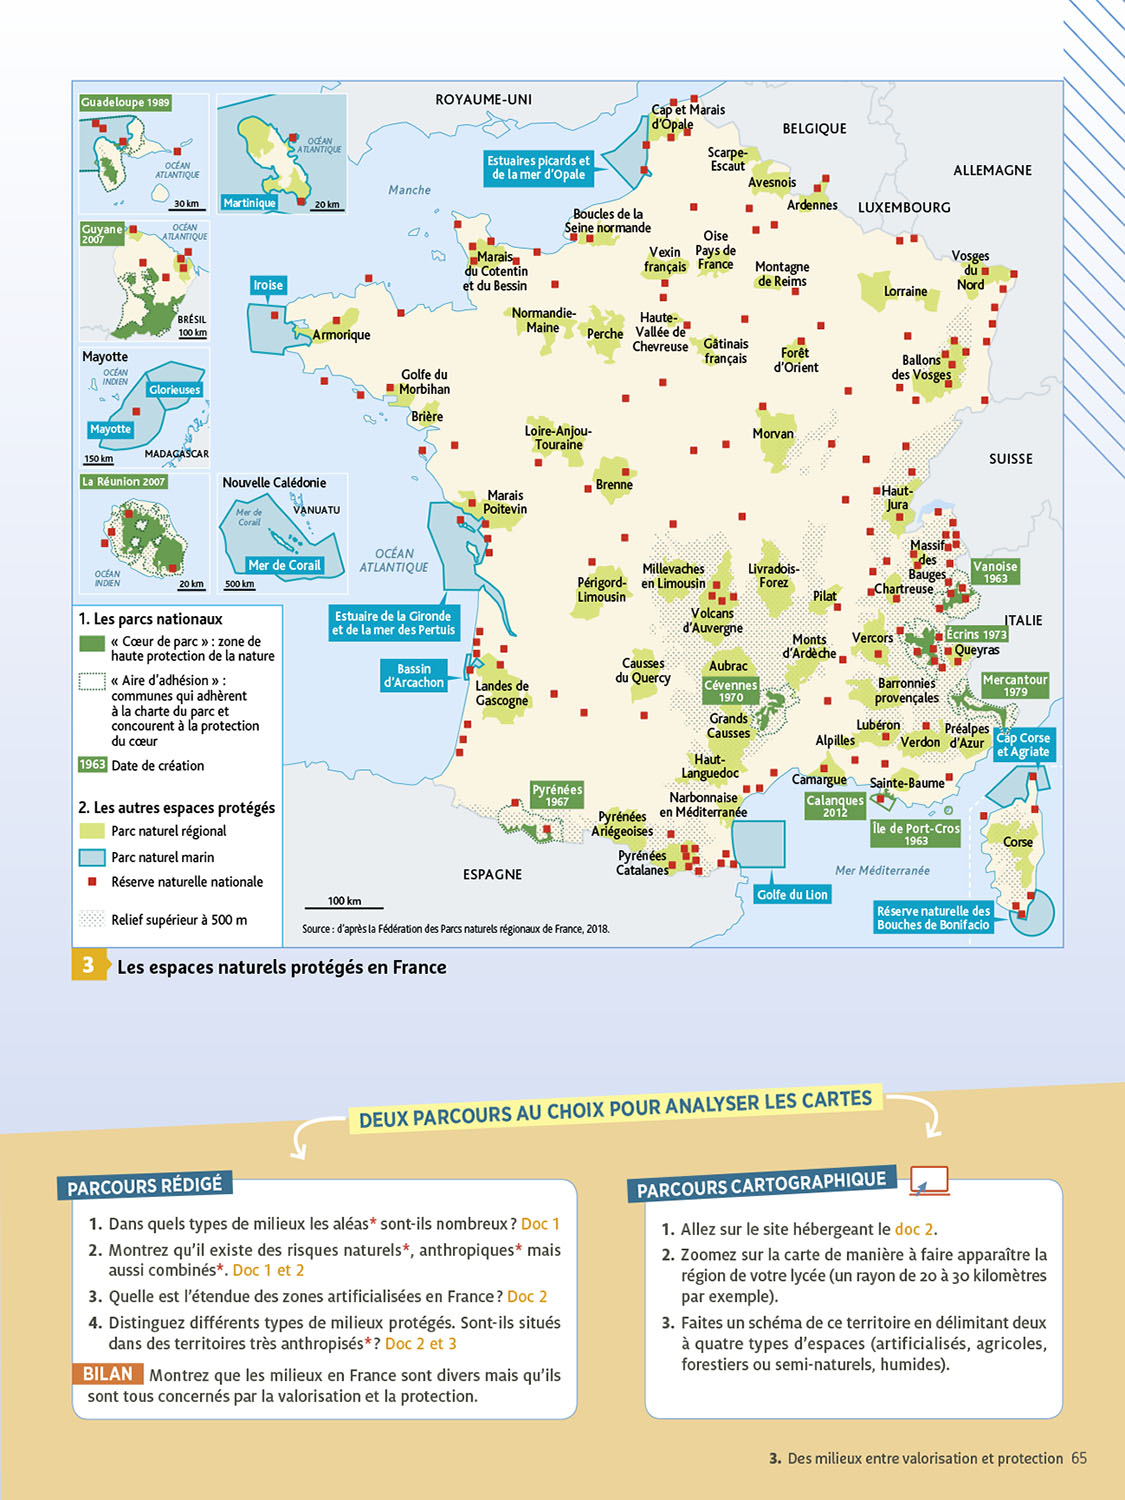 Guadeloupe 1989
OCÉAN
ATLANTIQUE
30 km
OCÉAN
ATLANTIQUE
Martinique
20 km
Guyane
2007
OCÉAN
ATLANTIQUE
BRÉSIL
100 km
Mayotte
OCÉAN
INDIEN
Glorieuses
Mayotte
150 km
MADAGASCAR
La Réunion 2007
OCÉAN
INDIEN
20 km
Nouvelle Calédonie
Mer de
Corail
VANUATU
Mer de Corail
500 km
ROYAUME-UNI
BELGIQUE
ALLEMAGNE
LUXEMBOURG
SUISSE
ITALIE
ESPAGNE
Manche
OCÉAN
ATLANTIQUE
Mer Méditerranée
Cap et Marais
d'Opale
Estuaires picards et
de la mer d'Opale
Scarpe-
Escaut
Avesnois
Ardennes
Boucles de la
Seine normande
Marais
du Cotentin
et du Bessin
Vexin
français
Oise
Pays de
France
Montagne
de Reims
Vosges
du
Nord
Lorraine
Iroise
Armorique
Normandie-
Maine
Perche
Haute-
Vallée de
Chevreuse
Gâtinais
français
Forêt
d'Orient
Ballons
des Vosges
Golfe du
Morbihan
Brière
Loire-Anjou-
Touraine
Morvan
Brenne
Marais
Poitevin
Haut-
Jura
Massif
des
Bauges
Vanoise
1963
Chartreuse
Périgord-
Limousin
Millevaches
en Limousin
Livradois-
Forez
Pilat
Volcans
d'Auvergne
Estuaire de la Gironde
et de la mer des Pertuis
Monts
d'Ardèche
Vercors
Écrins 1973
Queyras
Bassin
d'Arcachon
Landes de
Gascogne
Causses
du Quercy
Aubrac
Cévennes
1970
Barronnies
provençales
Mercantour
1979
Grands
Causses
Lubéron
Alpilles
Verdon
Préalpes
d'Azur
Cap Corse
et Agriate
Haut-
Languedoc
Camargue
Sainte-Baume
Pyrénées
1967
Narbonnaise
en Méditerranée
Calanques
2012
Île de Port-Cros
1963
Pyrénées
Ariégeoises
Pyrénées
Catalanes
Corse
Golfe du Lion
Réserve naturelle des
Bouches de Bonifacio
100 km
Source : d'après la Fédération des Parcs naturels régionaux de France, 2018.
1. Les parcs nationaux
« Cœur de parc » : zone de
haute protection de la nature
« Aire d'adhésion » :
communes qui adhèrent
à la charte du parc et
concourent à la protection
du cœur
1963 Date de création
2. Les autres espaces protégés
Parc naturel régional
Parc naturel marin
Réserve naturelle nationale
Relief supérieur à 500 m
3 Les espaces naturels protégés en France
DEUX PARCOURS AU CHOIX POUR ANALYSER LES CARTES
PARCOURS RÉDIGÉ
1. Dans quels types de milieux les aléas* sont-ils nombreux ? Doc 1
2. Montrez qu'il existe des risques naturels*, anthropiques* mais
aussi combinés*. Doc 1 et 2
3. Quelle est l'étendue des zones artificialisées en France ? Doc 2
4. Distinguez différents types de milieux protégés. Sont-ils situés
dans des territoires très anthropisés* ? Doc 2 et 3
BILAN Montrez que les milieux en France sont divers mais qu'ils
sont tous concernés par la valorisation et la protection.
PARCOURS CARTOGRAPHIQUE
1. Allez sur le site hébergeant le doc 2.
2. Zoomez sur la carte de manière à faire apparaître la
région de votre lycée (un rayon de 20 à 30 kilomètres
par exemple).
3. Faites un schéma de ce territoire en délimitant deux
à quatre types d'espaces (artificialisés, agricoles,
forestiers ou semi-naturels, humides).
3. Des milieux entre valorisation et protection 65